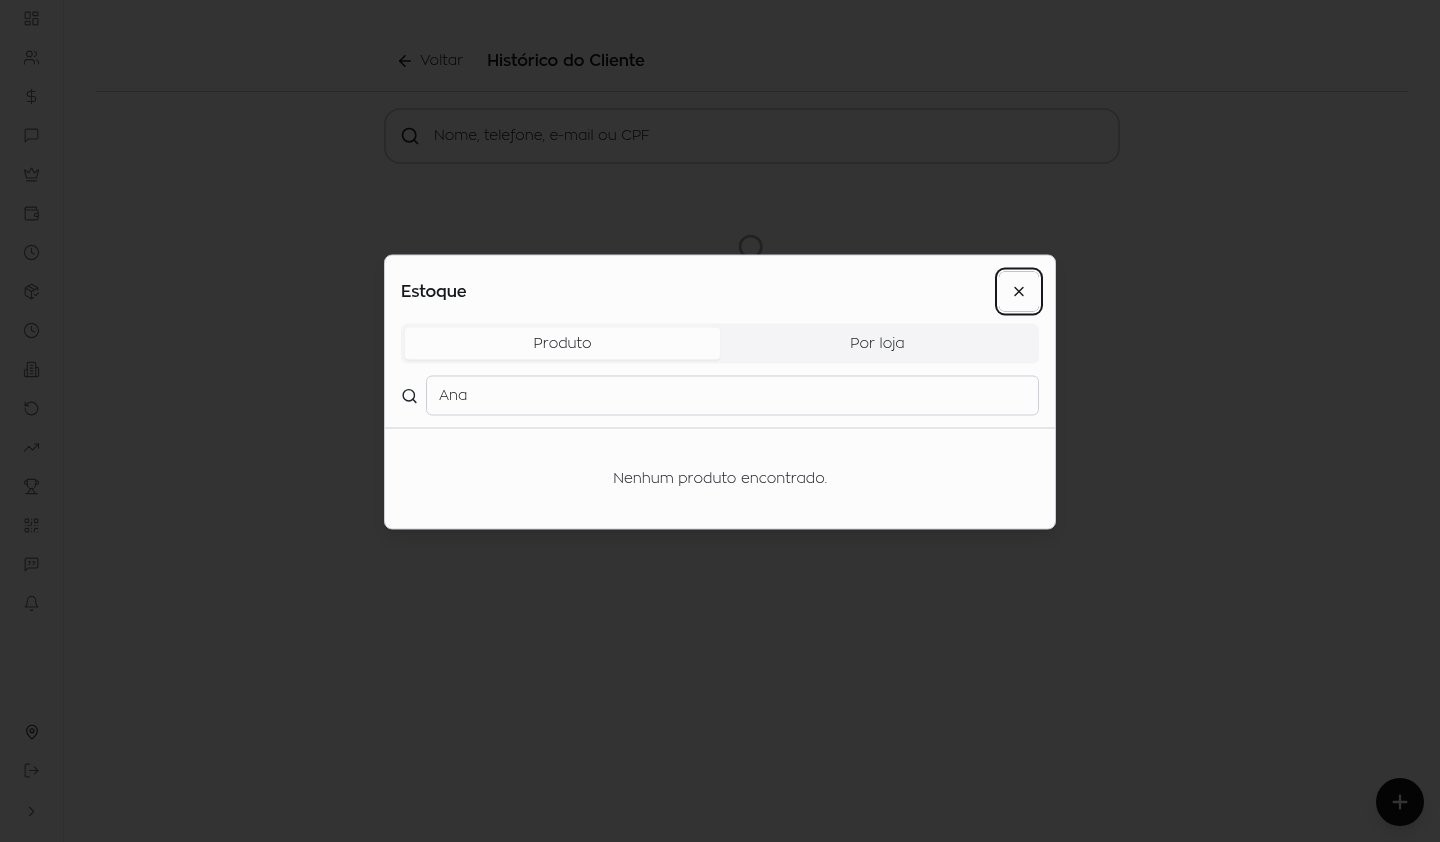 Voltar
Histórico do Cliente
Nome, telefone, e-mail ou CPF
Estoque
Produto
Por loja
Ana
Nenhum produto encontrado.